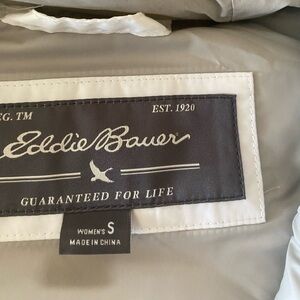 EG. TM
EST. 1920
Eddie Bauer
GUARANTEED FOR LIFE
WOMEN'S S
MADE IN CHINA